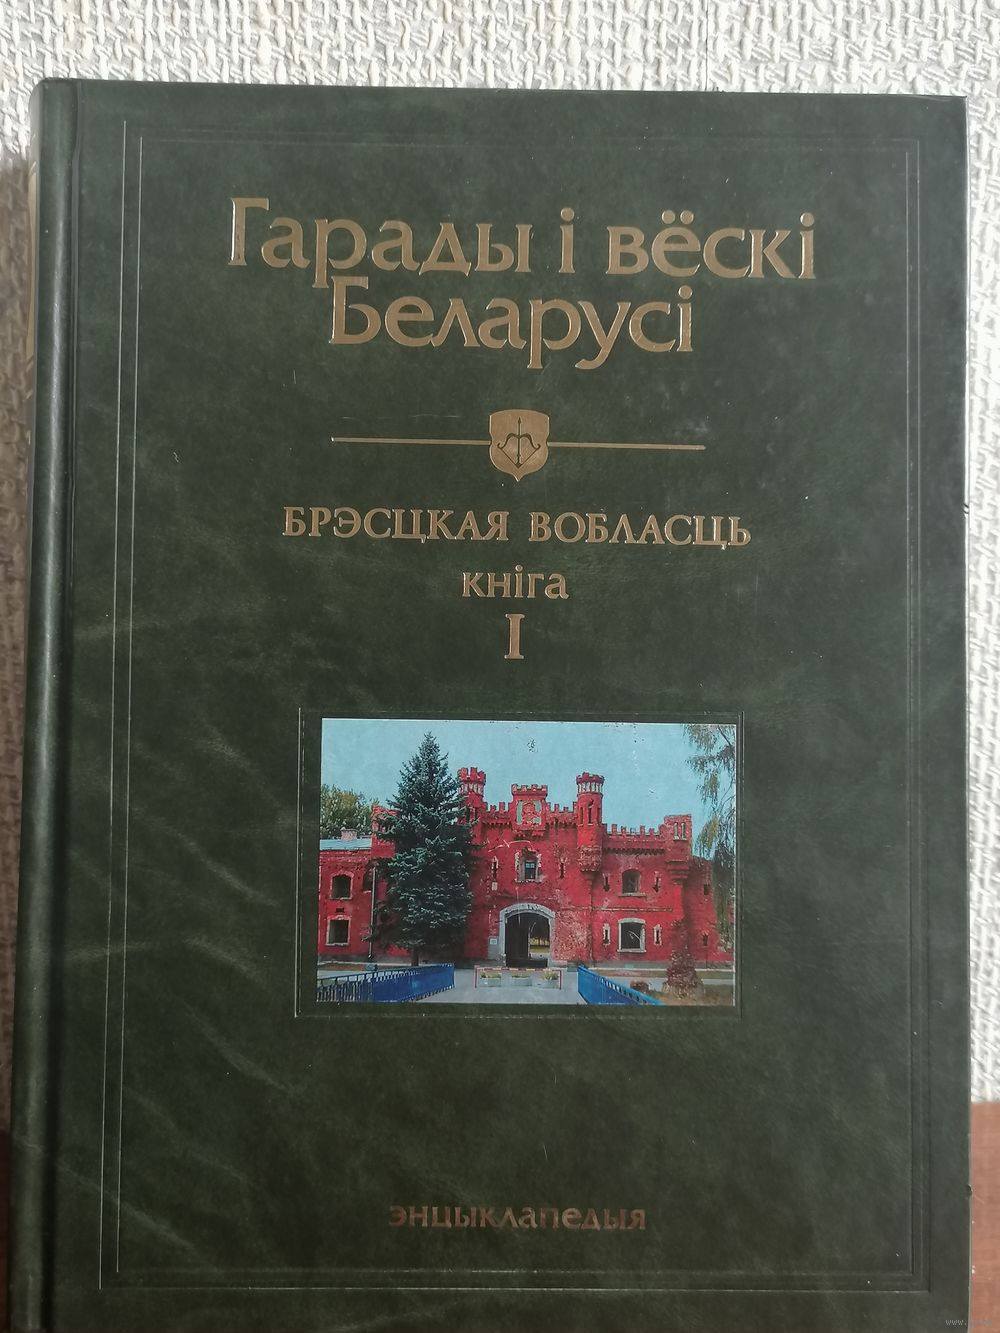 Гарады і вёскі
Беларусі
БРЭСЦКАЯ ВОБЛАСЦЬ
кніга
I
энцыклапедыя